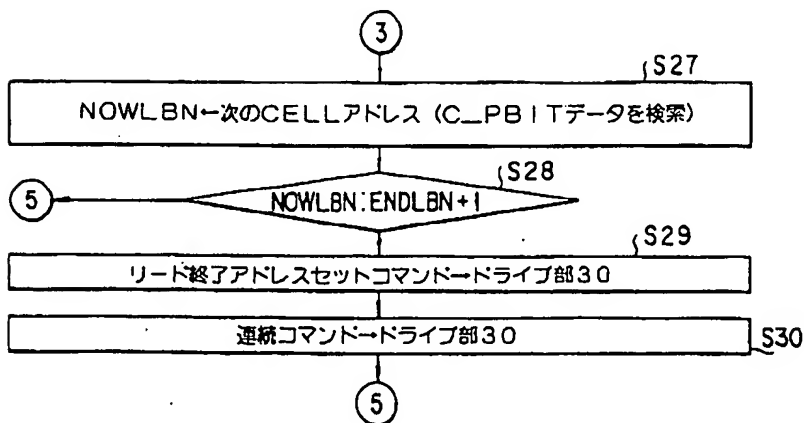 3
S27
NOWLBN←次のCELLアドレス (C_PBITデータを検索)
S28
5
NOWLBN:ENDLBN+1
S29
リード終了アドレスセットコマンド→ドライブ部30
連続コマンド→ドライブ部30
S30
5